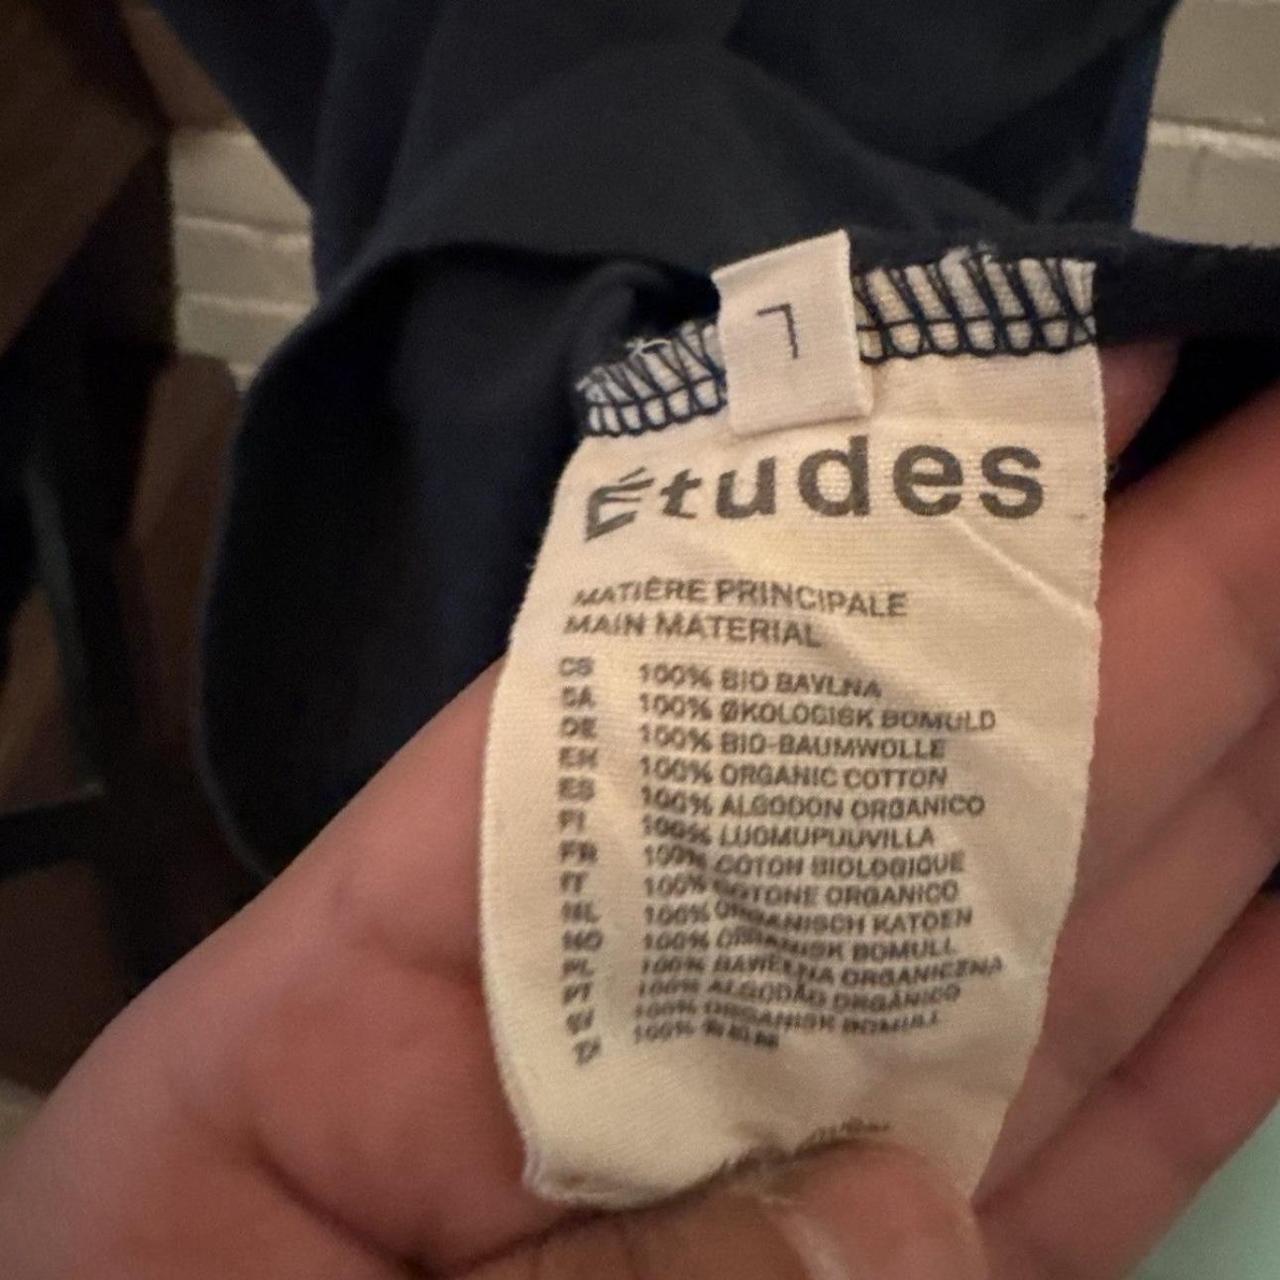 L
Études
MATIÈRE PRINCIPALE
MAIN MATERIAL
CS 100% BIO BAVLNA
DA 100% ØKOLOGISK BOMULD
DE 100% BIO-BAUMWOLLE
EN 100% ORGANIC COTTON
ES 100% ALGODON ORGANICO
FI 100% LUOMUPUUVILLA
FR 100% COTON BIOLOGIQUE
IT 100% COTONE ORGANICO
NL 100% ORGANISCH KATOEN
NO 100% ORGANISK BOMULL
PL 100% BAWEŁNA ORGANICZNA
PT 100% ALGODÃO ORGÂNICO
SV 100% ORGANISK BOMULL
100%